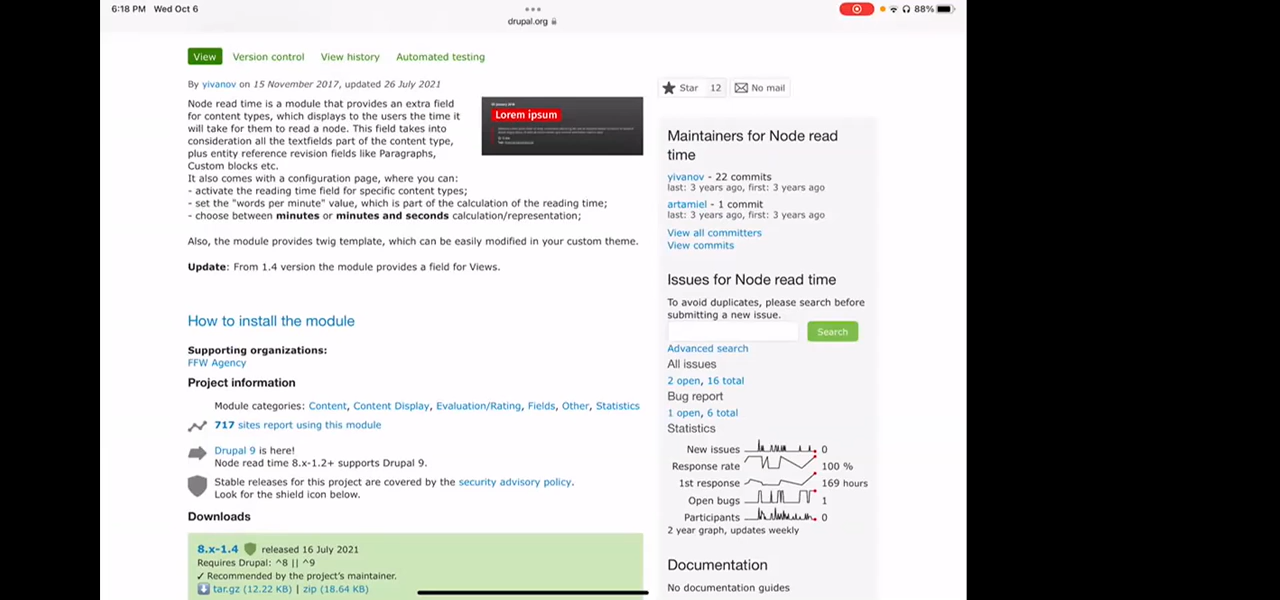 6:18 PM Wed Oct 6
88%
drupal.org
View Version control View history Automated testing
By yivanov on 15 November 2017, updated 26 July 2021
Node read time is a module that provides an extra field
for content types, which displays to the users the time it
will take for them to read a node. This field takes into
consideration all the textfields part of the content type,
plus entity reference revision fields like Paragraphs,
Custom blocks etc.
Lorem ipsum
It also comes with a configuration page, where you can:
- activate the reading time field for specific content types;
- set the "words per minute" value, which is part of the calculation of the reading time;
- choose between minutes or minutes and seconds calculation/representation;
Also, the module provides twig template, which can be easily modified in your custom theme.
Update: From 1.4 version the module provides a field for Views.
How to install the module
Supporting organizations:
FFW Agency
Project information
Module categories: Content, Content Display, Evaluation/Rating, Fields, Other, Statistics
717 sites report using this module
Drupal 9 is here!
Node read time 8.x-1.2+ supports Drupal 9.
Stable releases for this project are covered by the security advisory policy.
Look for the shield icon below.
Downloads
8.x-1.4 released 16 July 2021
Requires Drupal: ^8 || ^9
✓ Recommended by the project's maintainer.
tar.gz (12.22 KB) | zip (18.64 KB)
Star 12 No mail
Maintainers for Node read
time
yivanov - 22 commits
last: 3 years ago, first: 3 years ago
artamiel - 1 commit
last: 3 years ago, first: 3 years ago
View all committers
View commits
Issues for Node read time
To avoid duplicates, please search before
submitting a new issue.
Search
Advanced search
All issues
2 open, 16 total
Bug report
1 open, 6 total
Statistics
New issues 0
Response rate 100 %
1st response 169 hours
Open bugs 1
Participants 0
2 year graph, updates weekly
Documentation
No documentation guides